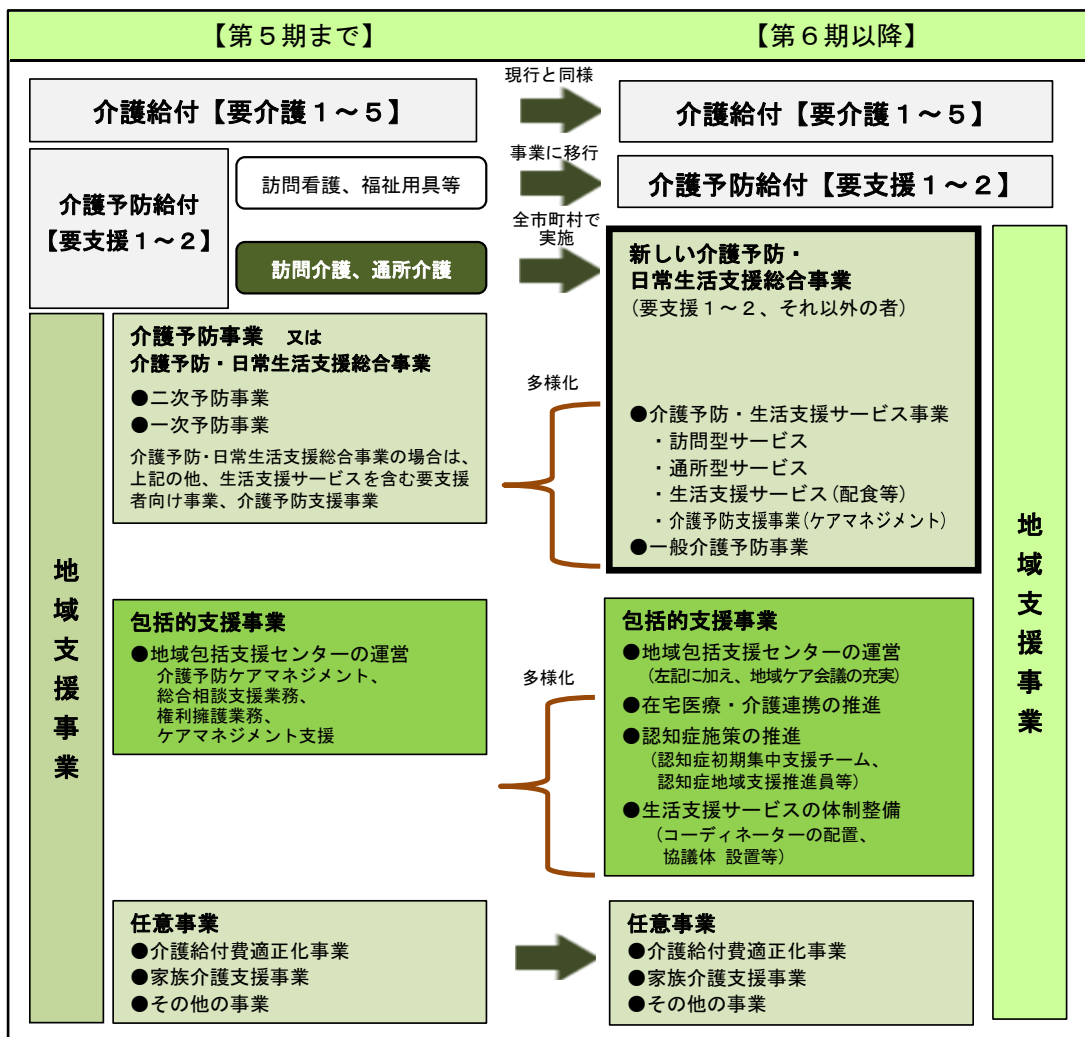 【第５期まで】
【第６期以降】
介護給付【要介護１～５】
現行と同様
介護給付【要介護１～５】
介護予防給付
【要支援１～２】
訪問看護、福祉用具等
訪問介護、通所介護
事業に移行
介護予防給付【要支援１～２】
全市町村で
実施
地域支援事業
介護予防事業　又は
介護予防・日常生活支援総合事業
●二次予防事業
●一次予防事業
介護予防・日常生活支援総合事業の場合は、
上記の他、生活支援サービスを含む要支援
者向け事業、介護予防支援事業
多様化
新しい介護予防・
日常生活支援総合事業
（要支援１～２、それ以外の者）
●介護予防・生活支援サービス事業
・訪問型サービス
・通所型サービス
・生活支援サービス（配食等）
・介護予防支援事業（ケアマネジメント）
●一般介護予防事業
地域支援事業
包括的支援事業
●地域包括支援センターの運営
介護予防ケアマネジメント、
総合相談支援業務、
権利擁護業務、
ケアマネジメント支援
多様化
包括的支援事業
●地域包括支援センターの運営
（左記に加え、地域ケア会議の充実）
●在宅医療・介護連携の推進
●認知症施策の推進
（認知症初期集中支援チーム、
認知症地域支援推進員等）
●生活支援サービスの体制整備
（コーディネーターの配置、
協議体 設置等）
任意事業
●介護給付費適正化事業
●家族介護支援事業
●その他の事業
任意事業
●介護給付費適正化事業
●家族介護支援事業
●その他の事業